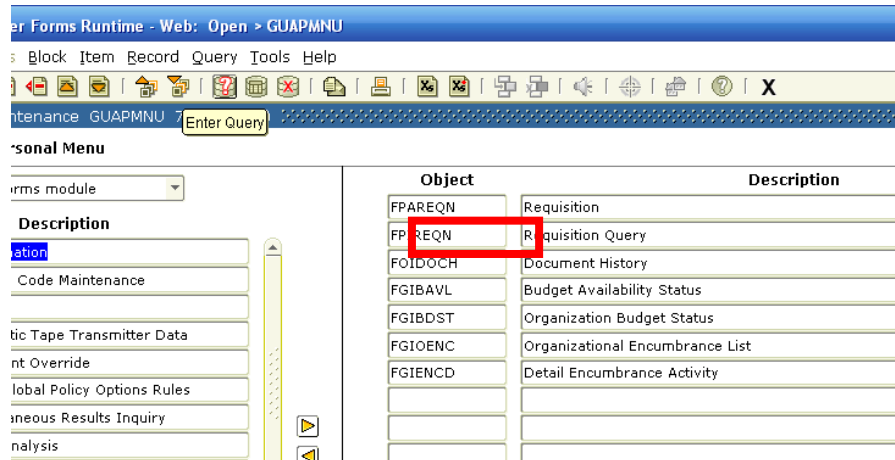 er Forms Runtime - Web: Open > GUAPMNU
Block Item Record Query Tools Help
ntenance GUAPMNU 7
Enter Query
rsonal Menu
orms module
Description
ation
Code Maintenance
tic Tape Transmitter Data
nt Override
lobal Policy Options Rules
aneous Results Inquiry
nalysis
Object Description
FPAREQN Requisition
FP REQN R quisition Query
FOIDOCH Document History
FGIBAVL Budget Availability Status
FGIBDST Organization Budget Status
FGIOENC Organizational Encumbrance List
FGIENCD Detail Encumbrance Activity